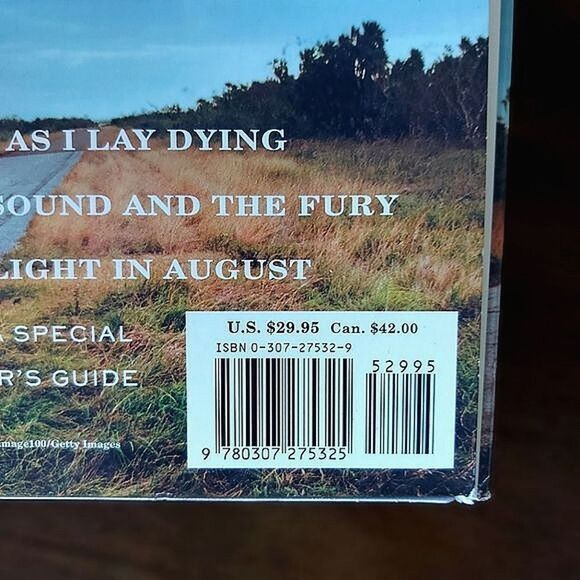 AS I LAY DYING
SOUND AND THE FURY
LIGHT IN AUGUST
A SPECIAL
R'S GUIDE
mage100/Getty Images
U.S. $29.95 Can. $42.00
ISBN 0-307-27532-9
52995
9 780307 275325